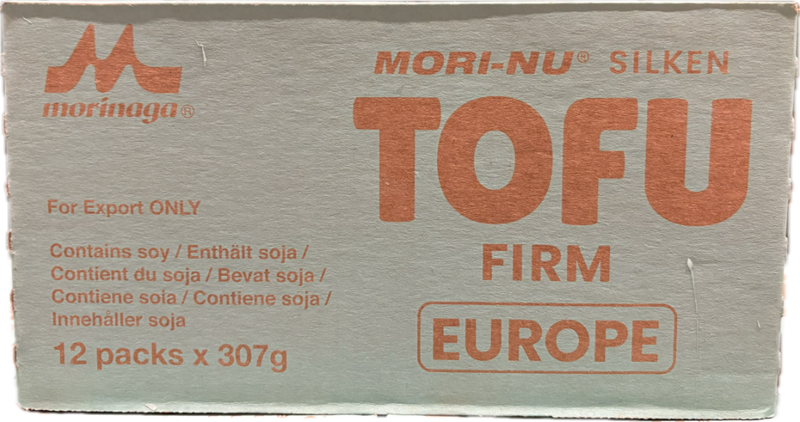 morinaga®
MORI-NU® SILKEN
TOFU
FIRM
EUROPE
For Export ONLY
Contains soy / Enthält soja /
Contient du soja / Bevat soja /
Contiene soia / Contiene soja /
Innehåller soja
12 packs x 307g